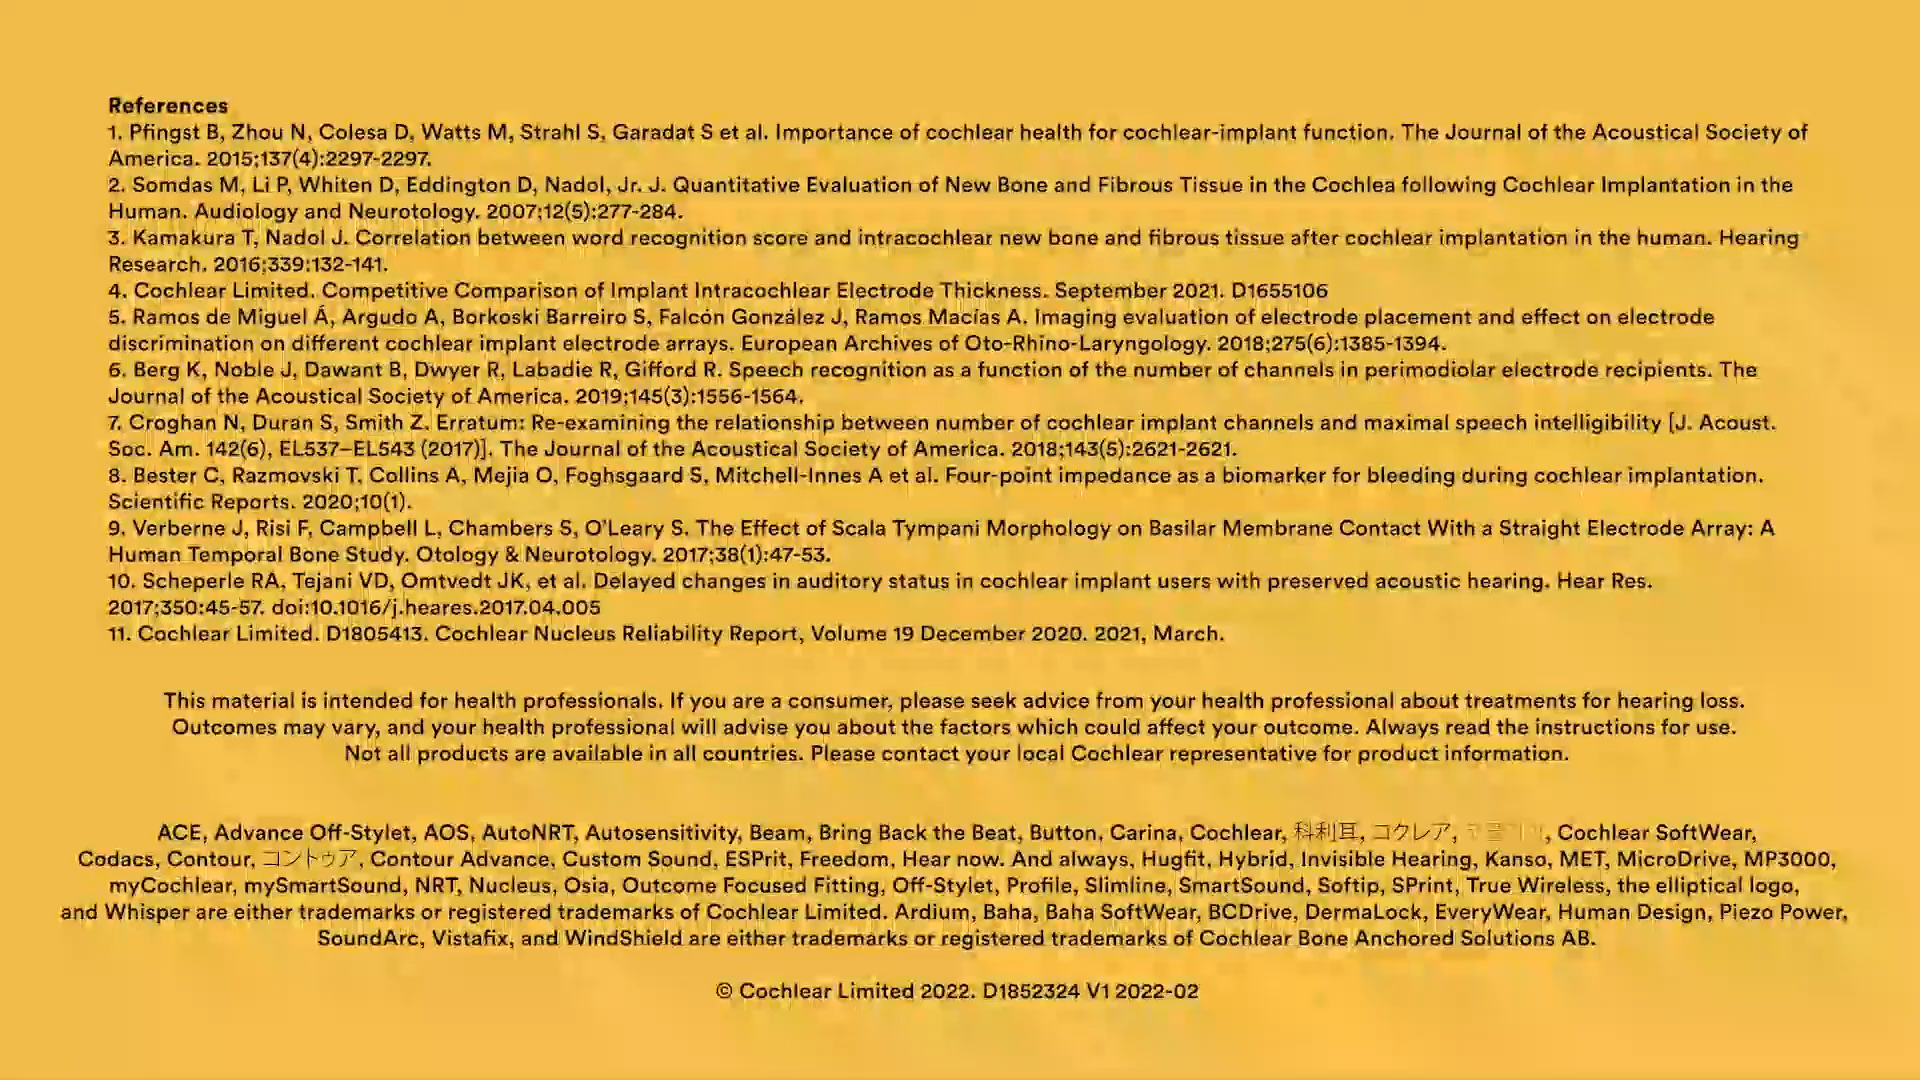 References
1. Pfingst B, Zhou N, Colesa D, Watts M, Strahl S, Garadat S et al. Importance of cochlear health for cochlear-implant function. The Journal of the Acoustical Society of
America. 2015;137(4):2297-2297.
2. Somdas M, Li P, Whiten D, Eddington D, Nadol, Jr. J. Quantitative Evaluation of New Bone and Fibrous Tissue in the Cochlea following Cochlear Implantation in the
Human. Audiology and Neurotology. 2007;12(5):277-284.
3. Kamakura T, Nadol J. Correlation between word recognition score and intracochlear new bone and fibrous tissue after cochlear implantation in the human. Hearing
Research. 2016;339:132-141.
4. Cochlear Limited. Competitive Comparison of Implant Intracochlear Electrode Thickness. September 2021. D1655106
5. Ramos de Miguel Á, Argudo A, Borkoski Barreiro S, Falcón González J, Ramos Macías A. Imaging evaluation of electrode placement and effect on electrode
discrimination on different cochlear implant electrode arrays. European Archives of Oto-Rhino-Laryngology. 2018;275(6):1385-1394.
6. Berg K, Noble J, Dawant B, Dwyer R, Labadie R, Gifford R. Speech recognition as a function of the number of channels in perimodiolar electrode recipients. The
Journal of the Acoustical Society of America. 2019;145(3):1556-1564.
7. Croghan N, Duran S, Smith Z. Erratum: Re-examining the relationship between number of cochlear implant channels and maximal speech intelligibility [J. Acoust.
Soc. Am. 142(6), EL537–EL543 (2017)]. The Journal of the Acoustical Society of America. 2018;143(5):2621-2621.
8. Bester C, Razmovski T, Collins A, Mejia O, Foghsgaard S, Mitchell-Innes A et al. Four-point impedance as a biomarker for bleeding during cochlear implantation.
Scientific Reports. 2020;10(1).
9. Verberne J, Risi F, Campbell L, Chambers S, O'Leary S. The Effect of Scala Tympani Morphology on Basilar Membrane Contact With a Straight Electrode Array: A
Human Temporal Bone Study. Otology & Neurotology. 2017;38(1):47-53.
10. Scheperle RA, Tejani VD, Omtvedt JK, et al. Delayed changes in auditory status in cochlear implant users with preserved acoustic hearing. Hear Res.
2017;350:45-57. doi:10.1016/j.heares.2017.04.005
11. Cochlear Limited. D1805413. Cochlear Nucleus Reliability Report, Volume 19 December 2020. 2021, March.
This material is intended for health professionals. If you are a consumer, please seek advice from your health professional about treatments for hearing loss.
Outcomes may vary, and your health professional will advise you about the factors which could affect your outcome. Always read the instructions for use.
Not all products are available in all countries. Please contact your local Cochlear representative for product information.
ACE, Advance Off-Stylet, AOS, AutoNRT, Autosensitivity, Beam, Bring Back the Beat, Button, Carina, Cochlear, 科利耳, コクレア, , Cochlear SoftWear,
Codacs, Contour, コントゥア, Contour Advance, Custom Sound, ESPrit, Freedom, Hear now. And always, Hugfit, Hybrid, Invisible Hearing, Kanso, MET, MicroDrive, MP3000,
myCochlear, mySmartSound, NRT, Nucleus, Osia, Outcome Focused Fitting, Off-Stylet, Profile, Slimline, SmartSound, Softip, SPrint, True Wireless, the elliptical logo,
and Whisper are either trademarks or registered trademarks of Cochlear Limited. Ardium, Baha, Baha SoftWear, BCDrive, DermaLock, EveryWear, Human Design, Piezo Power,
SoundArc, Vistafix, and WindShield are either trademarks or registered trademarks of Cochlear Bone Anchored Solutions AB.
© Cochlear Limited 2022. D1852324 V1 2022-02